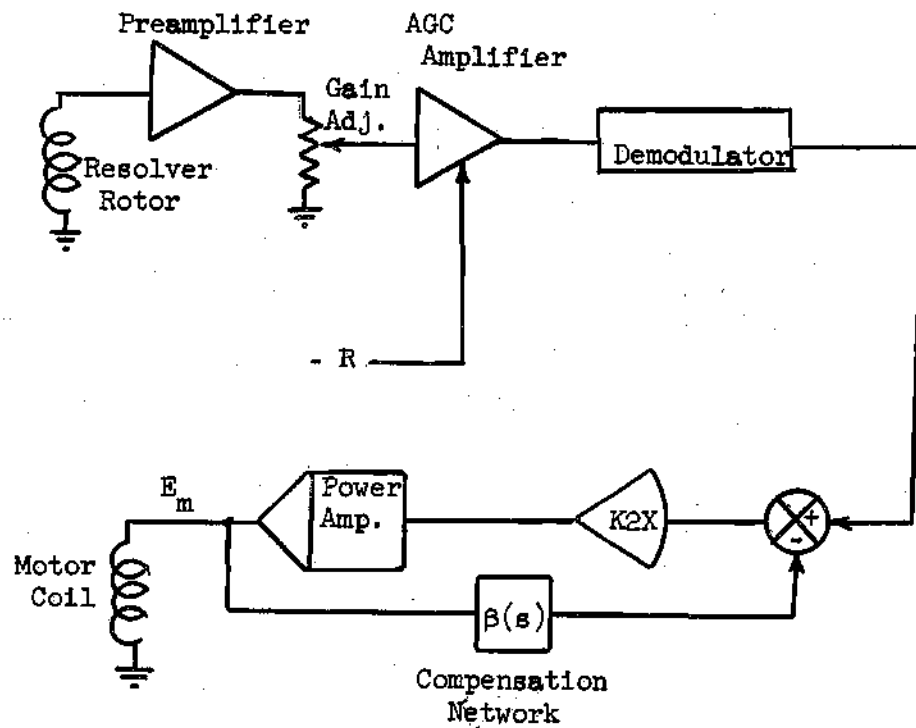 Preamplifier
AGC
Amplifier
Gain
Adj.
Resolver
Rotor
Demodulator
- R
+
-
K2X
Power
Amp.
E_m
Motor
Coil
β(s)
Compensation
Network